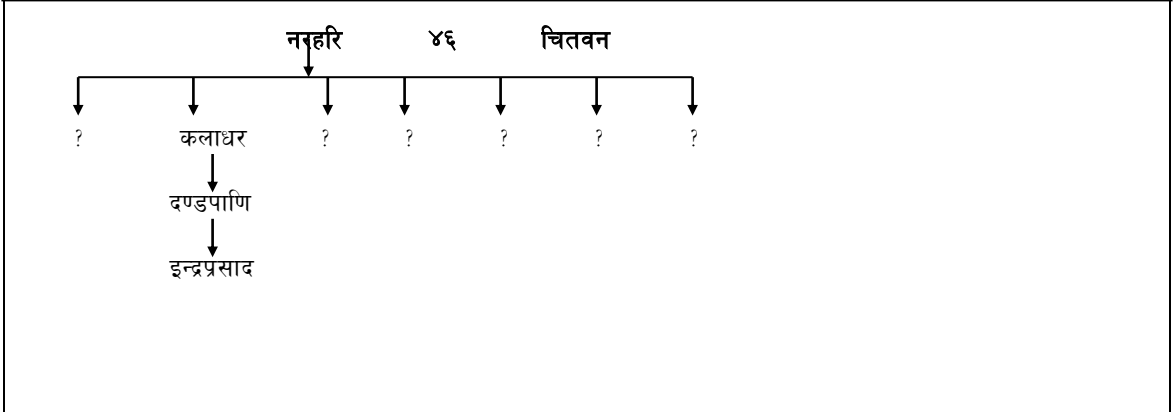 नरहरि ४६ चितवन
? कलाधर ? ? ? ? ?
दण्डपाणि
इन्द्रप्रसाद